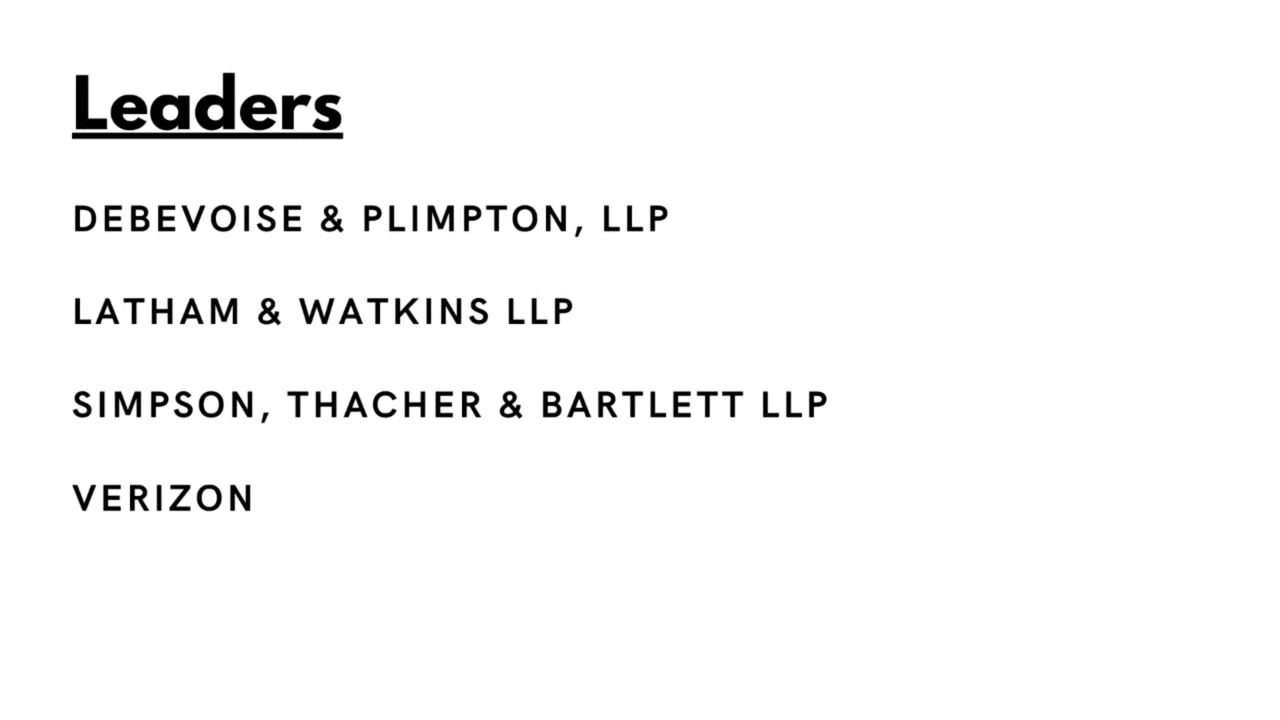 Leaders
DEBEVOISE & PLIMPTON, LLP
LATHAM & WATKINS LLP
SIMPSON, THACHER & BARTLETT LLP
VERIZON